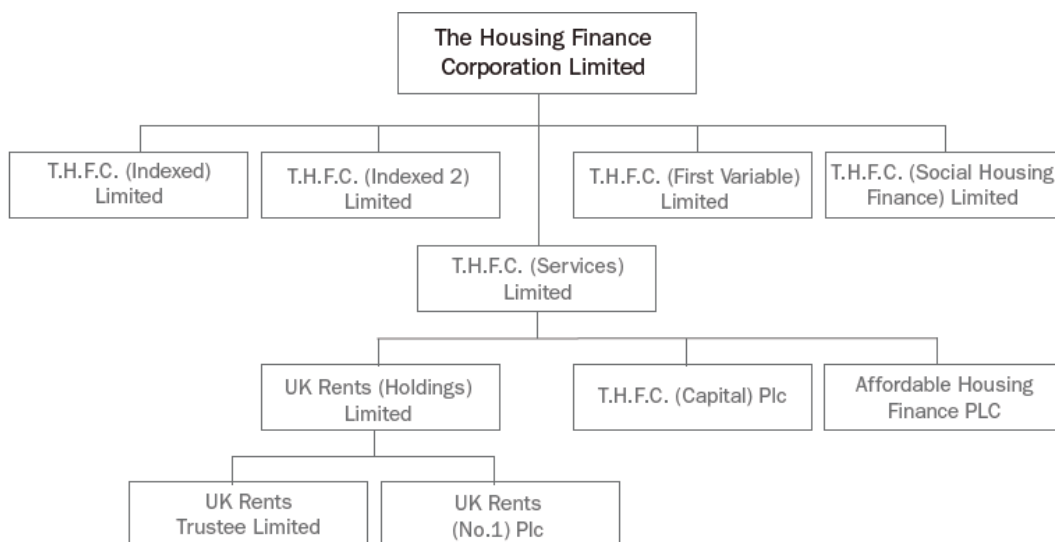 The Housing Finance
Corporation Limited
T.H.F.C. (Indexed)
Limited
T.H.F.C. (Indexed 2)
Limited
T.H.F.C. (First Variable)
Limited
T.H.F.C. (Social Housing
Finance) Limited
T.H.F.C. (Services)
Limited
UK Rents (Holdings)
Limited
T.H.F.C. (Capital) Plc
Affordable Housing
Finance PLC
UK Rents
Trustee Limited
UK Rents
(No.1) Plc